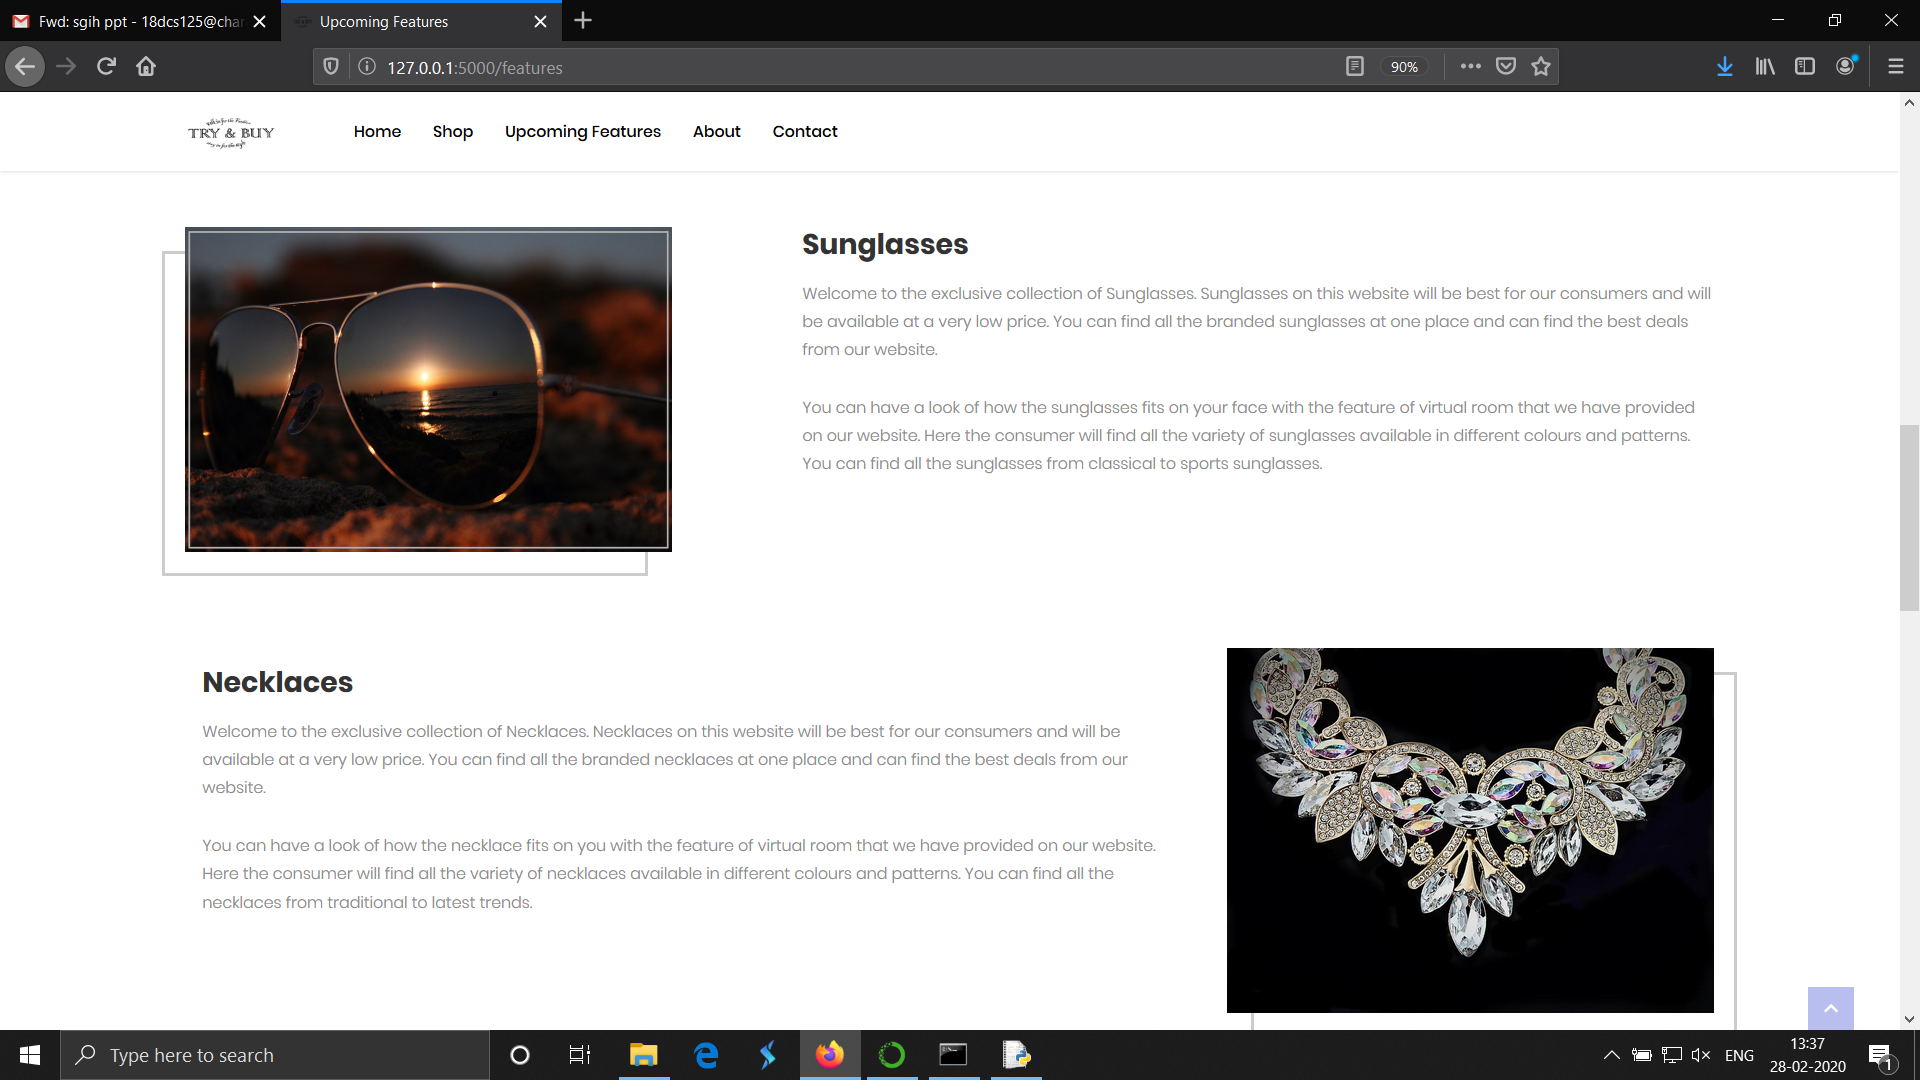 Fwd: sgih ppt - 18dcs125@char
Upcoming Features
127.0.0.1:5000/features
90%
TRY & BUY
Home
Shop
Upcoming Features
About
Contact
Sunglasses
Welcome to the exclusive collection of Sunglasses. Sunglasses on this website will be best for our consumers and will
be available at a very low price. You can find all the branded sunglasses at one place and can find the best deals
from our website.
You can have a look of how the sunglasses fits on your face with the feature of virtual room that we have provided
on our website. Here the consumer will find all the variety of sunglasses available in different colours and patterns.
You can find all the sunglasses from classical to sports sunglasses.
Necklaces
Welcome to the exclusive collection of Necklaces. Necklaces on this website will be best for our consumers and will be
available at a very low price. You can find all the branded necklaces at one place and can find the best deals from our
website.
You can have a look of how the necklace fits on you with the feature of virtual room that we have provided on our website.
Here the consumer will find all the variety of necklaces available in different colours and patterns. You can find all the
necklaces from traditional to latest trends.
Type here to search
ENG
13:37
28-02-2020
1